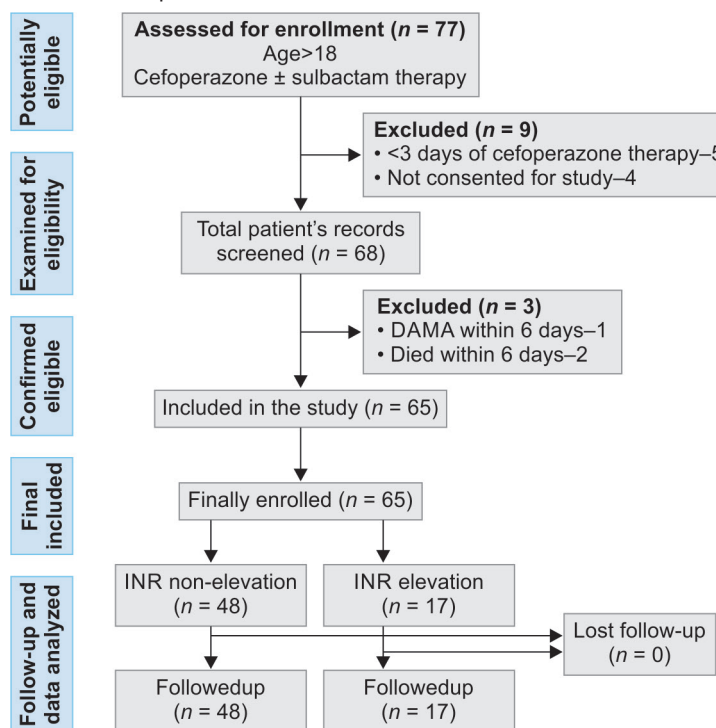 Potentially
eligible
Assessed for enrollment (n = 77)
Age>18
Cefoperazone ± sulbactam therapy
Excluded (n = 9)
• <3 days of cefoperazone therapy–5
• Not consented for study–4
Examined for
eligibility
Total patient's records
screened (n = 68)
Excluded (n = 3)
• DAMA within 6 days–1
• Died within 6 days–2
Confirmed
eligible
Included in the study (n = 65)
Final
included
Finally enrolled (n = 65)
Follow-up and
data analyzed
INR non-elevation
(n = 48)
INR elevation
(n = 17)
Lost follow-up
(n = 0)
Followedup
(n = 48)
Followedup
(n = 17)